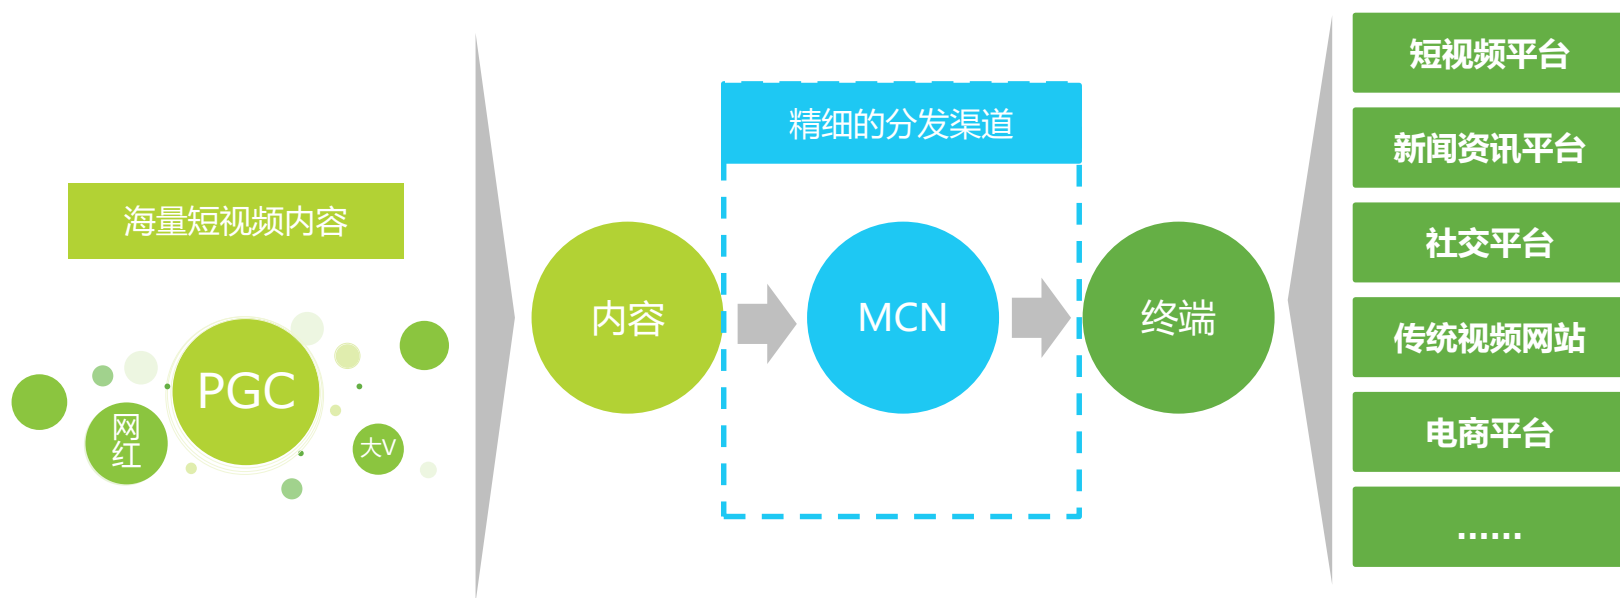 海量短视频内容
PGC
网
红
大V
精细的分发渠道
内容
MCN
终端
短视频平台
新闻资讯平台
社交平台
传统视频网站
电商平台
......